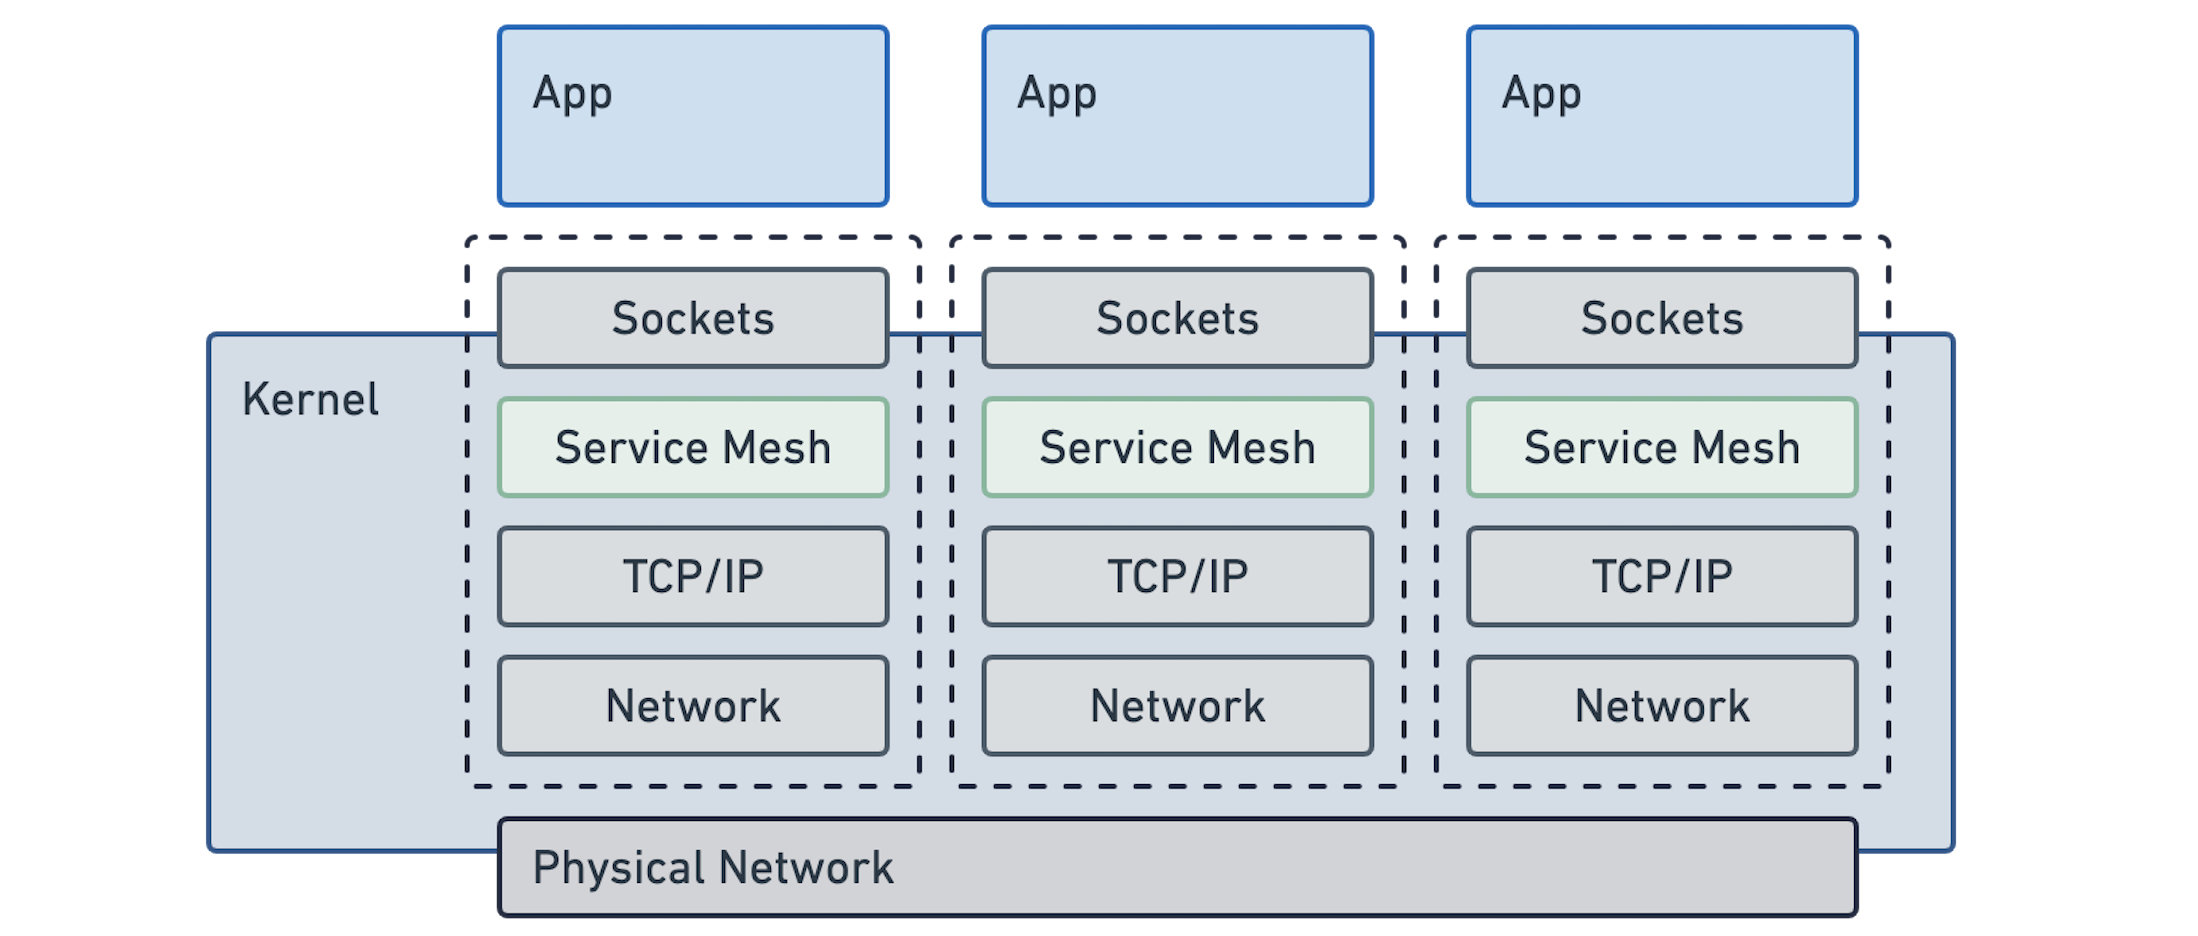 App
App
App
Sockets
Sockets
Sockets
Kernel
Service Mesh
Service Mesh
Service Mesh
TCP/IP
TCP/IP
TCP/IP
Network
Network
Network
Physical Network